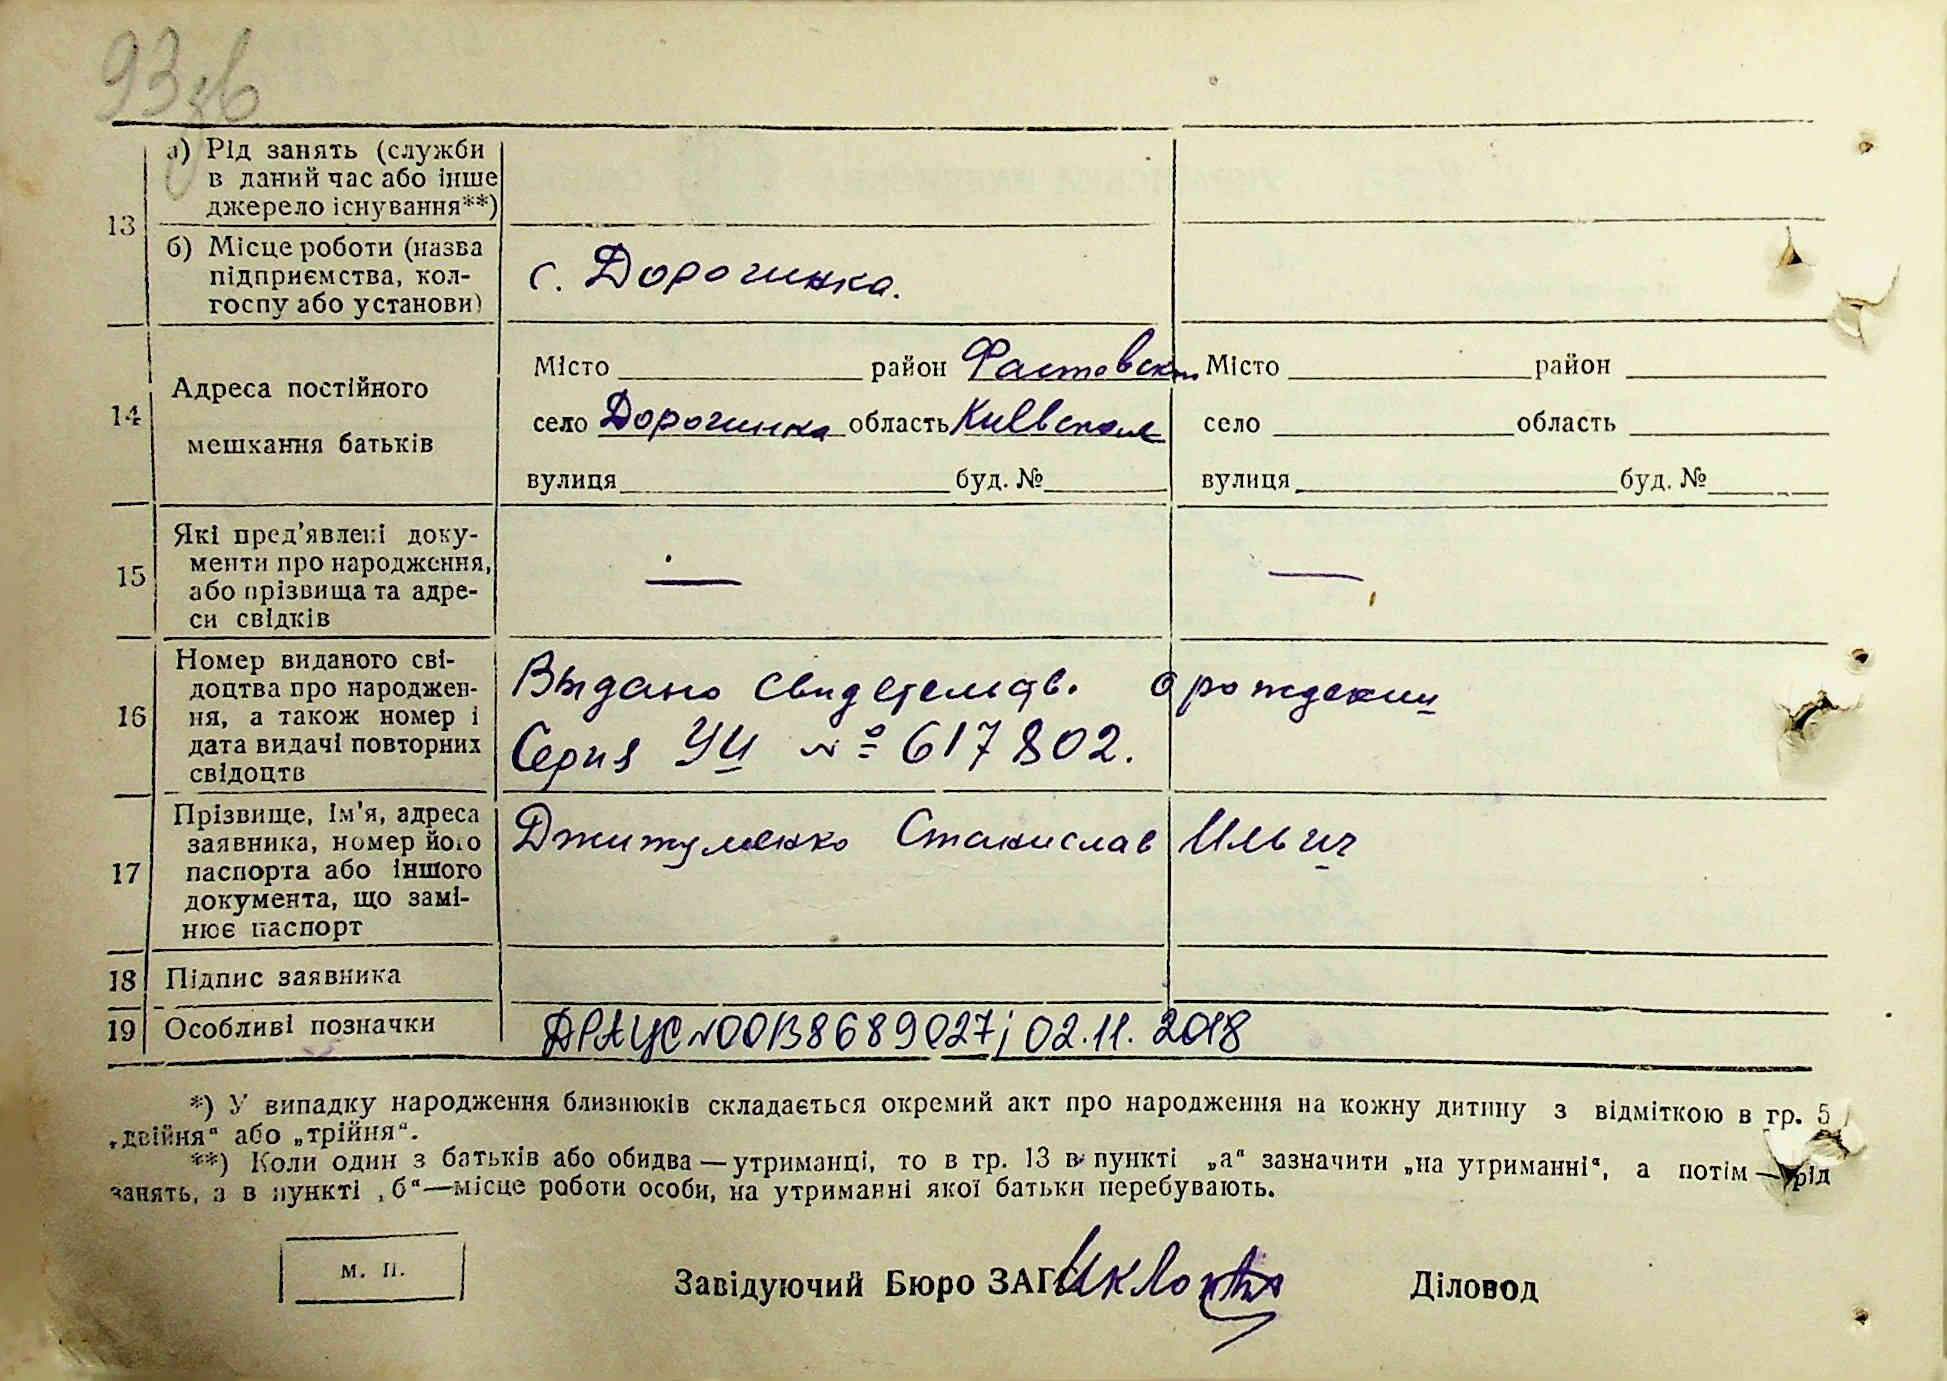 93 зв
13 а) Рід занять (служби
в даний час або інше
джерело існування**)
б) Місце роботи (назва
підприємства, кол-
госпу або установи)
с. Дорогинка.
14 Адреса постійного
мешкання батьків
Місто район Фастовск
село Дорогинка область Киевская
вулиця буд. №
Місто район
село область
вулиця буд. №
15 Які пред'явлені доку-
менти про народження,
або прізвища та адре-
си свідків
—
—
16 Номер виданого сві-
доцтва про народжен-
ня, а також номер і
дата видачі повторних
свідоцтв
Выдано свидетельтв. о рождении
Серия УЦ № 617802.
17 Прізвище, ім'я, адреса
заявника, номер його
паспорта або іншого
документа, що замі-
нює паспорт
Джижуленко Станислав Ильич
18 Підпис заявника
19 Особливі позначки
ДРАЦС №00138689027; 02.11.2018
*) У випадку народження близнюків складається окремий акт про народження на кожну дитину з відміткою в гр. 5
„двійня“ або „трійня“.
**) Коли один з батьків або обидва — утриманці, то в гр. 13 в пункті „а“ зазначити „на утриманні“, а потім — рід
занять, а в пункті „б“ — місце роботи особи, на утриманні якої батьки перебувають.
М. П.
Завідуючий Бюро ЗАГС
Діловод